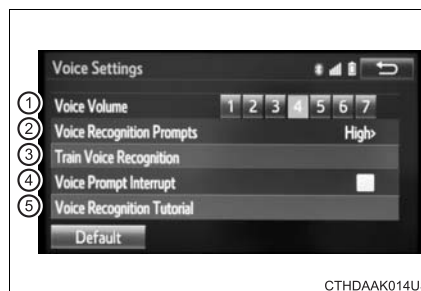 Voice Settings
1 Voice Volume 1 2 3 4 5 6 7
2 Voice Recognition Prompts High>
3 Train Voice Recognition
4 Voice Prompt Interrupt
5 Voice Recognition Tutorial
Default
CTHDAAK014U